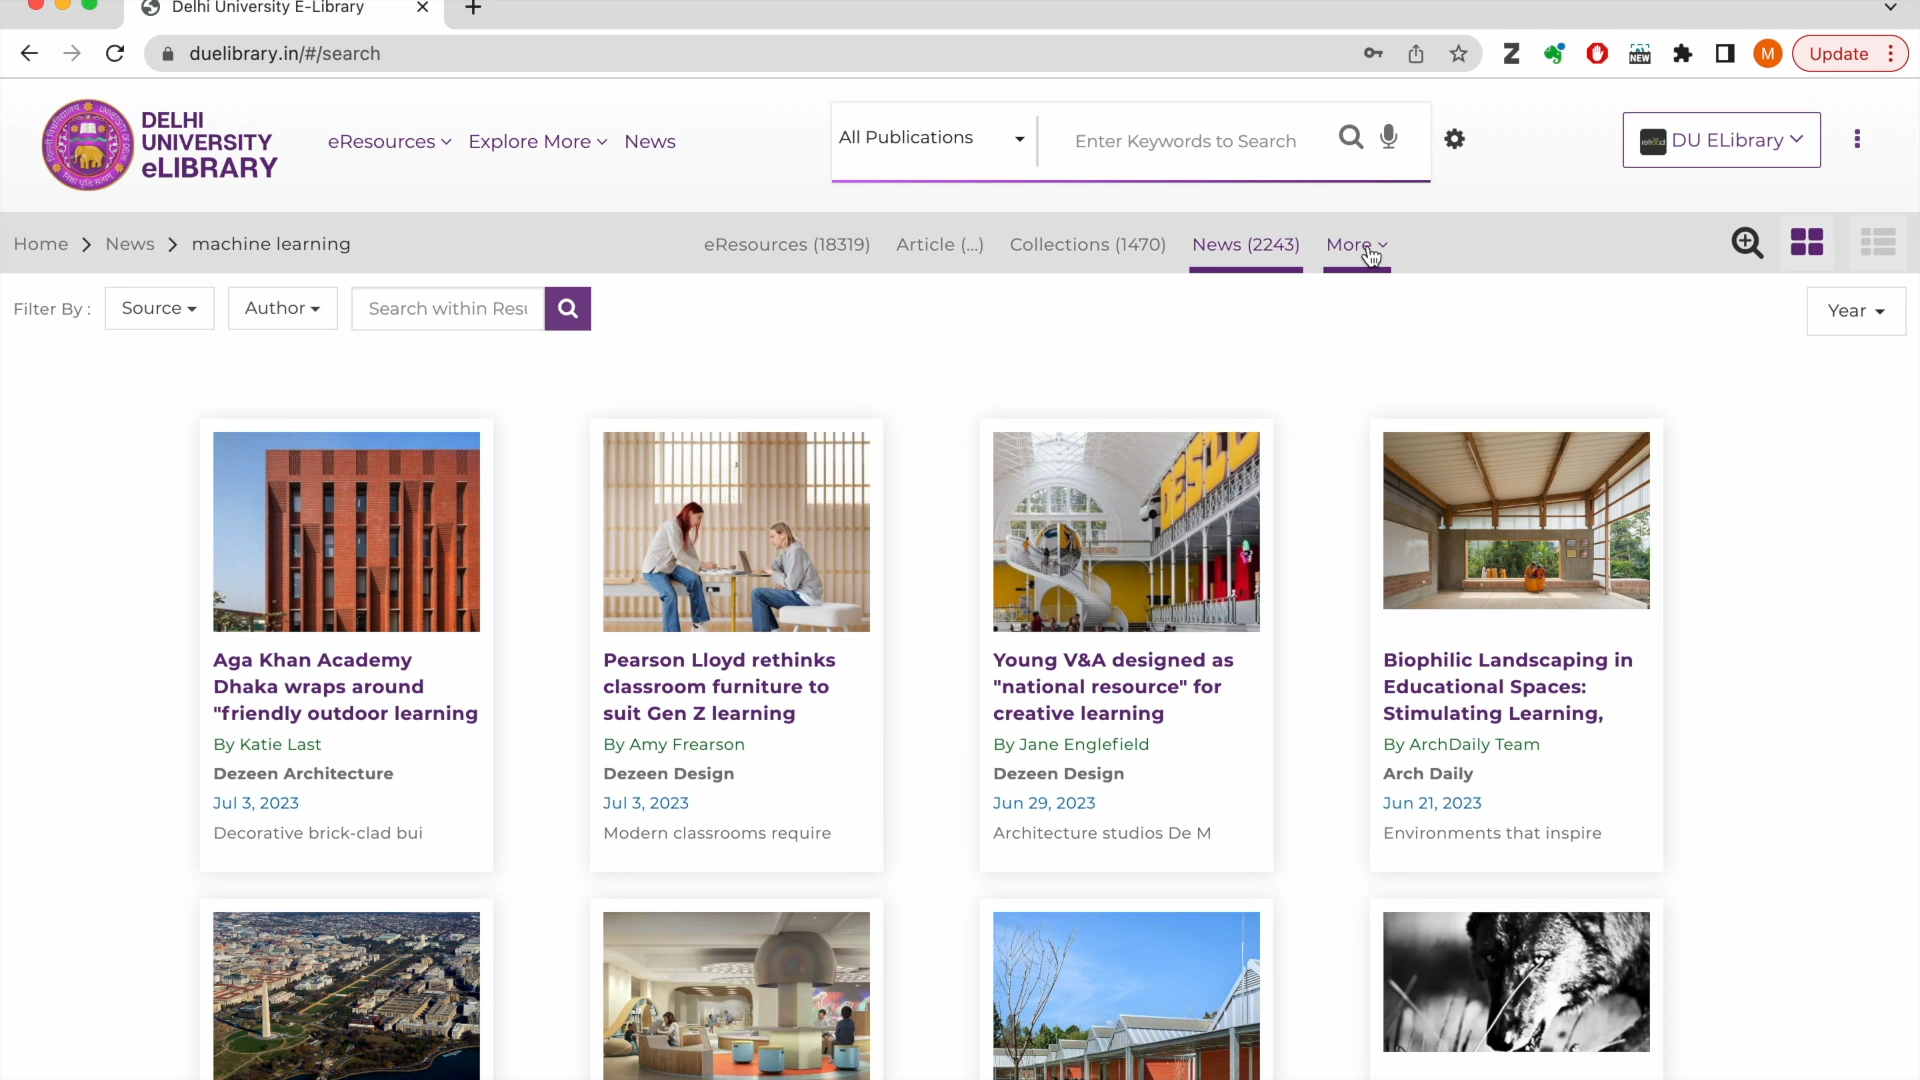 Delhi University E-Library
duelibrary.in/#/search
NEW
M
Update
DELHI
UNIVERSITY
eLIBRARY
eResources
Explore More
News
All Publications
Enter Keywords to Search
DU ELibrary
Home > News > machine learning
eResources (18319)
Article (...)
Collections (1470)
News (2243)
More
Filter By :
Source
Author
Search within Resu
Year
Aga Khan Academy
Dhaka wraps around
"friendly outdoor learning
By Katie Last
Dezeen Architecture
Jul 3, 2023
Decorative brick-clad bui
Pearson Lloyd rethinks
classroom furniture to
suit Gen Z learning
By Amy Frearson
Dezeen Design
Jul 3, 2023
Modern classrooms require
Young V&A designed as
"national resource" for
creative learning
By Jane Englefield
Dezeen Design
Jun 29, 2023
Architecture studios De M
Biophilic Landscaping in
Educational Spaces:
Stimulating Learning,
By ArchDaily Team
Arch Daily
Jun 21, 2023
Environments that inspire